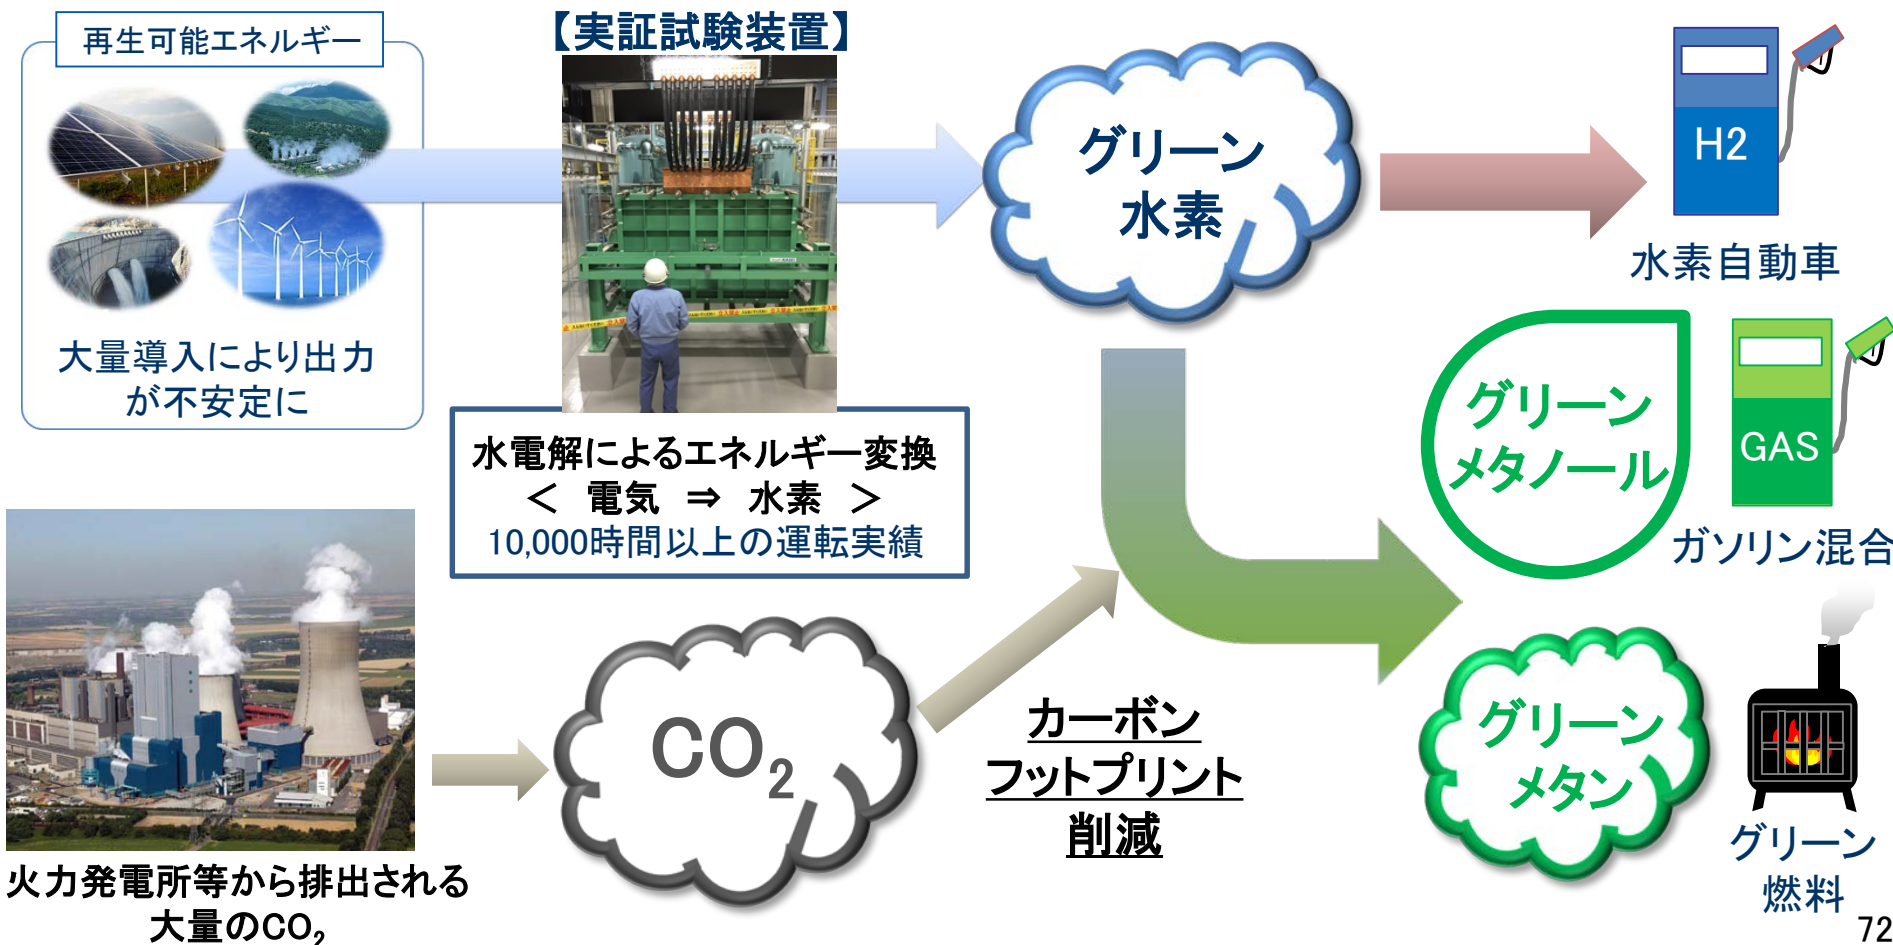 再生可能エネルギー
大量導入により出力
が不安定に
【実証試験装置】
水電解によるエネルギー変換
＜ 電気 ⇒ 水素 ＞
10,000時間以上の運転実績
グリーン
水素
H2
水素自動車
グリーン
メタノール
GAS
ガソリン混合
火力発電所等から排出される
大量のCO₂
CO₂
カーボン
フットプリント
削減
グリーン
メタン
グリーン
燃料
72